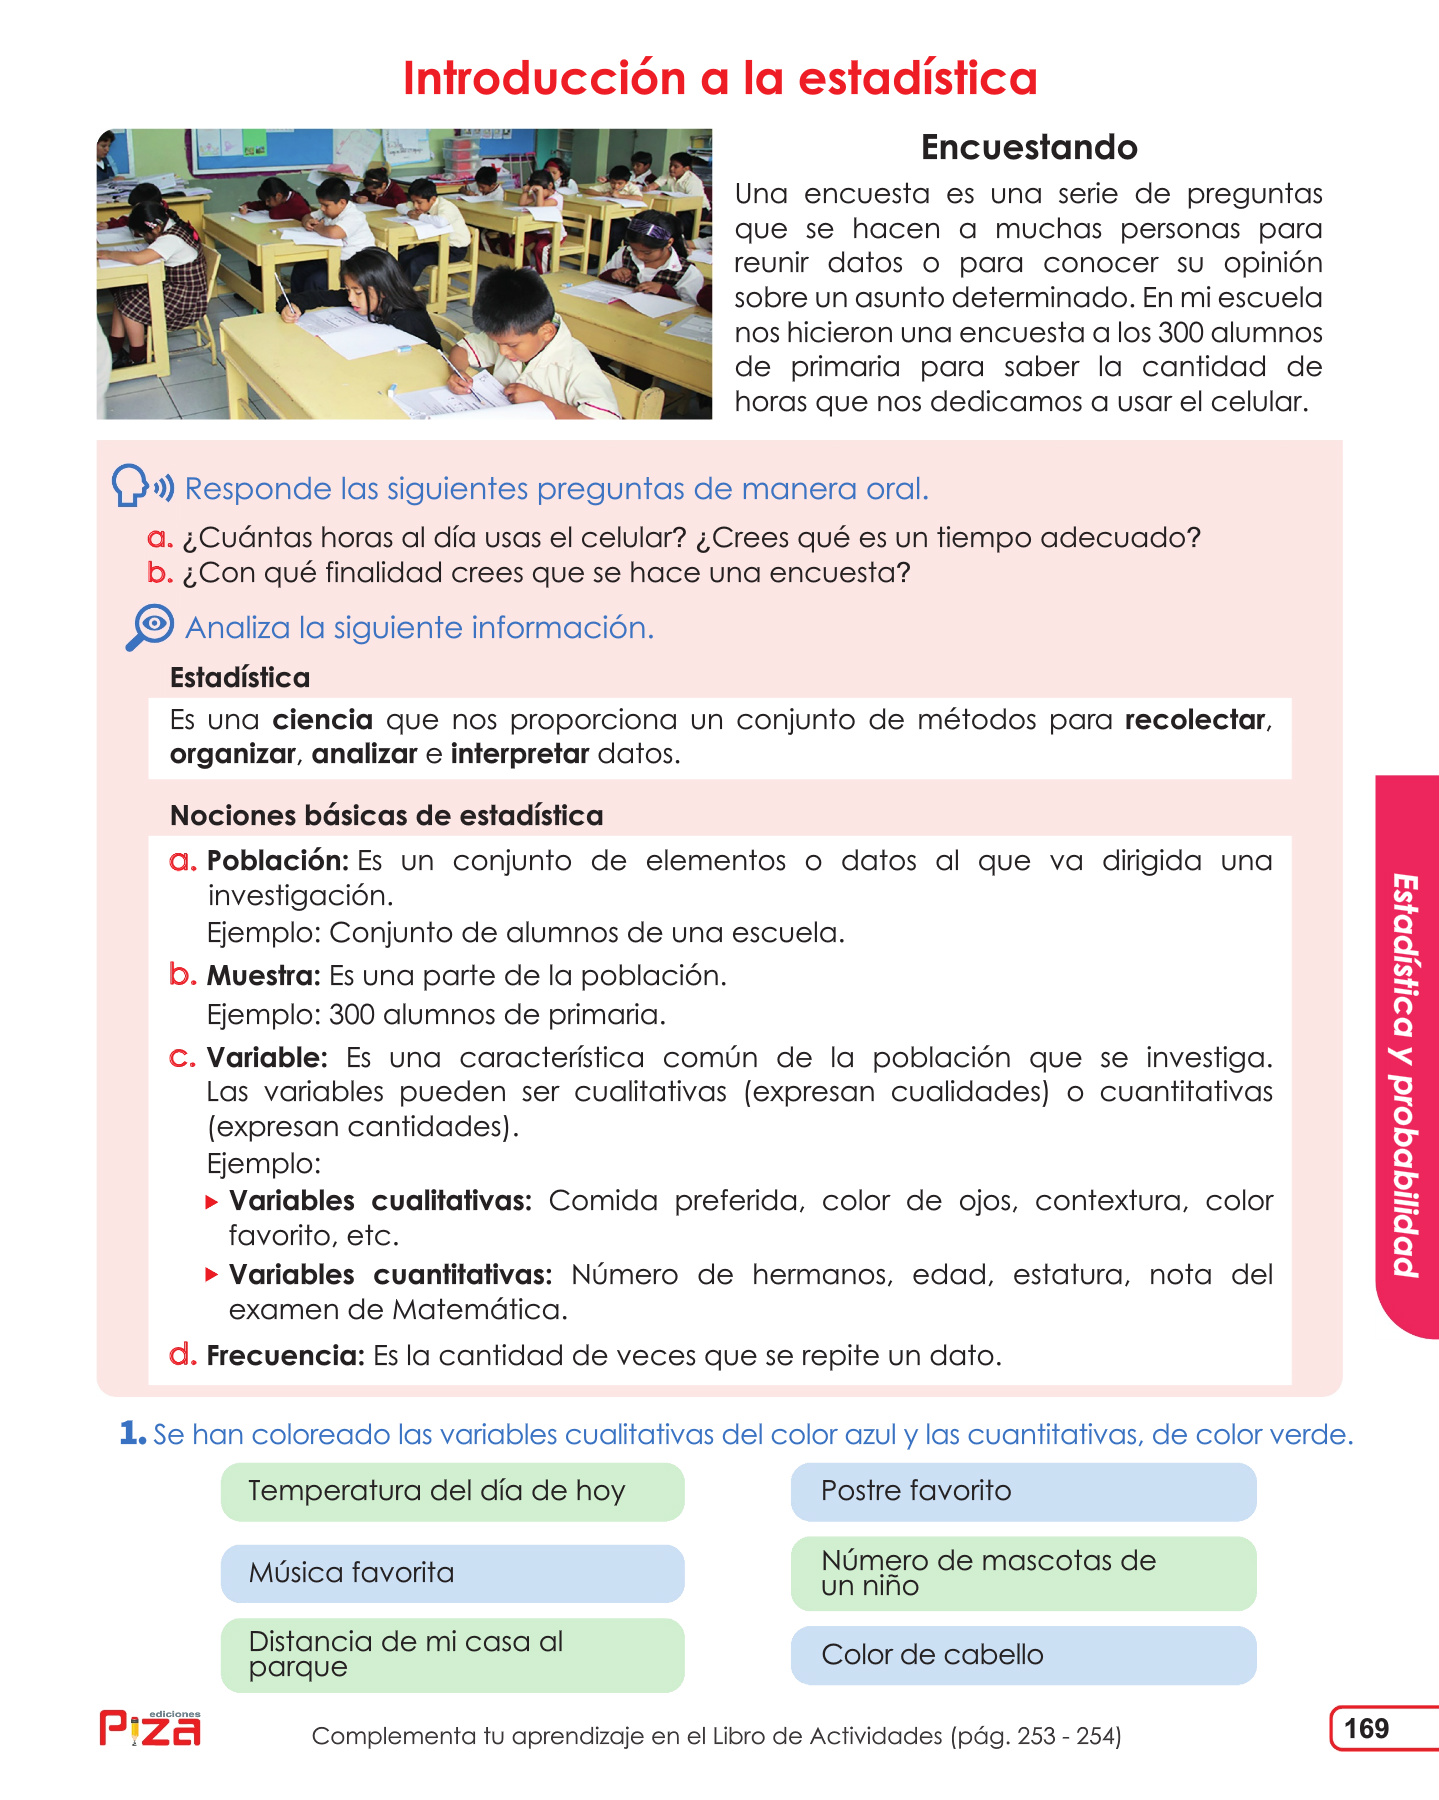 Introducción a la estadística
Encuestando
Una encuesta es una serie de preguntas
que se hacen a muchas personas para
reunir datos o para conocer su opinión
sobre un asunto determinado. En mi escuela
nos hicieron una encuesta a los 300 alumnos
de primaria para saber la cantidad de
horas que nos dedicamos a usar el celular.
Responde las siguientes preguntas de manera oral.
a. ¿Cuántas horas al día usas el celular? ¿Crees qué es un tiempo adecuado?
b. ¿Con qué finalidad crees que se hace una encuesta?
Analiza la siguiente información.
Estadística
Es una ciencia que nos proporciona un conjunto de métodos para recolectar,
organizar, analizar e interpretar datos.
Nociones básicas de estadística
a. Población: Es un conjunto de elementos o datos al que va dirigida una
investigación.
Ejemplo: Conjunto de alumnos de una escuela.
b. Muestra: Es una parte de la población.
Ejemplo: 300 alumnos de primaria.
c. Variable: Es una característica común de la población que se investiga.
Las variables pueden ser cualitativas (expresan cualidades) o cuantitativas
(expresan cantidades).
Ejemplo:
Variables cualitativas: Comida preferida, color de ojos, contextura, color
favorito, etc.
Variables cuantitativas: Número de hermanos, edad, estatura, nota del
examen de Matemática.
d. Frecuencia: Es la cantidad de veces que se repite un dato.
Estadística y probabilidad
1. Se han coloreado las variables cualitativas del color azul y las cuantitativas, de color verde.
Temperatura del día de hoy
Postre favorito
Música favorita
Número de mascotas de
un niño
Distancia de mi casa al
parque
Color de cabello
ediciones
Piza
Complementa tu aprendizaje en el Libro de Actividades (pág. 253 - 254)
169